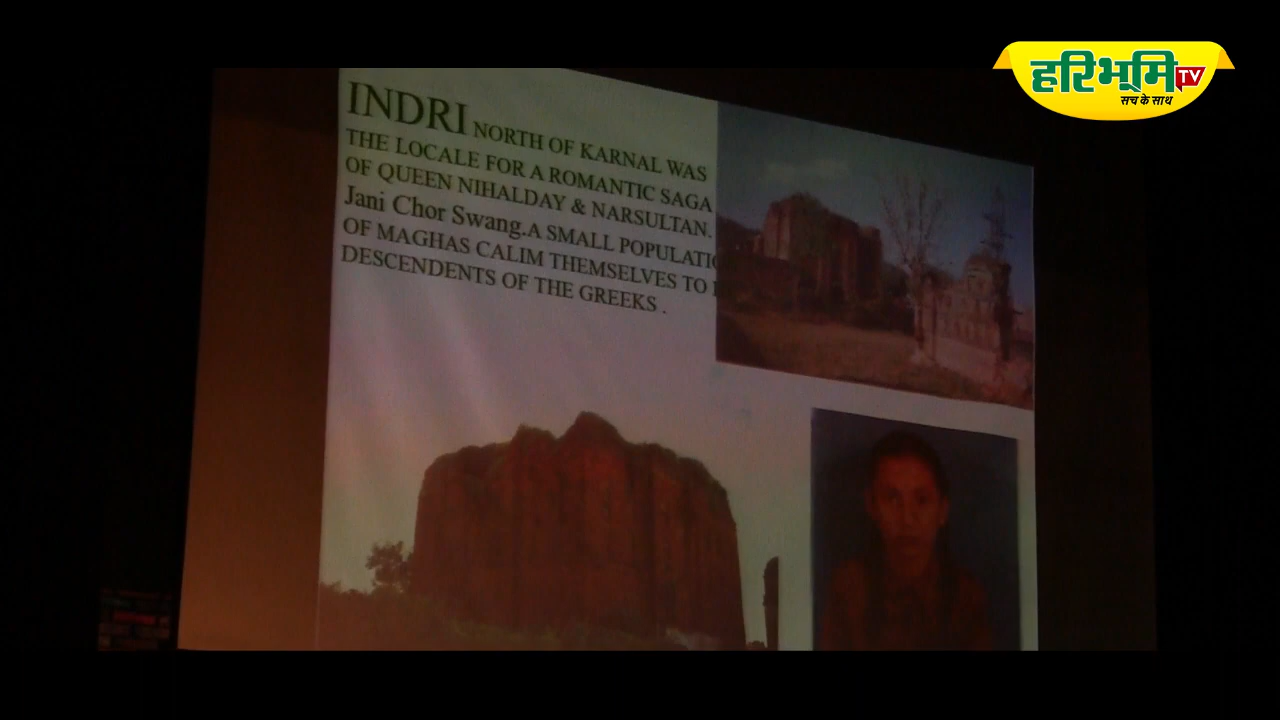 INDRI NORTH OF KARNAL WAS
THE LOCALE FOR A ROMANTIC SAGA
OF QUEEN NIHALDAY & NARSULTAN.
Jani Chor Swang.A SMALL POPULATIO
OF MAGHAS CALIM THEMSELVES TO
DESCENDENTS OF THE GREEKS .
हरिभूमि TV
सच के साथ